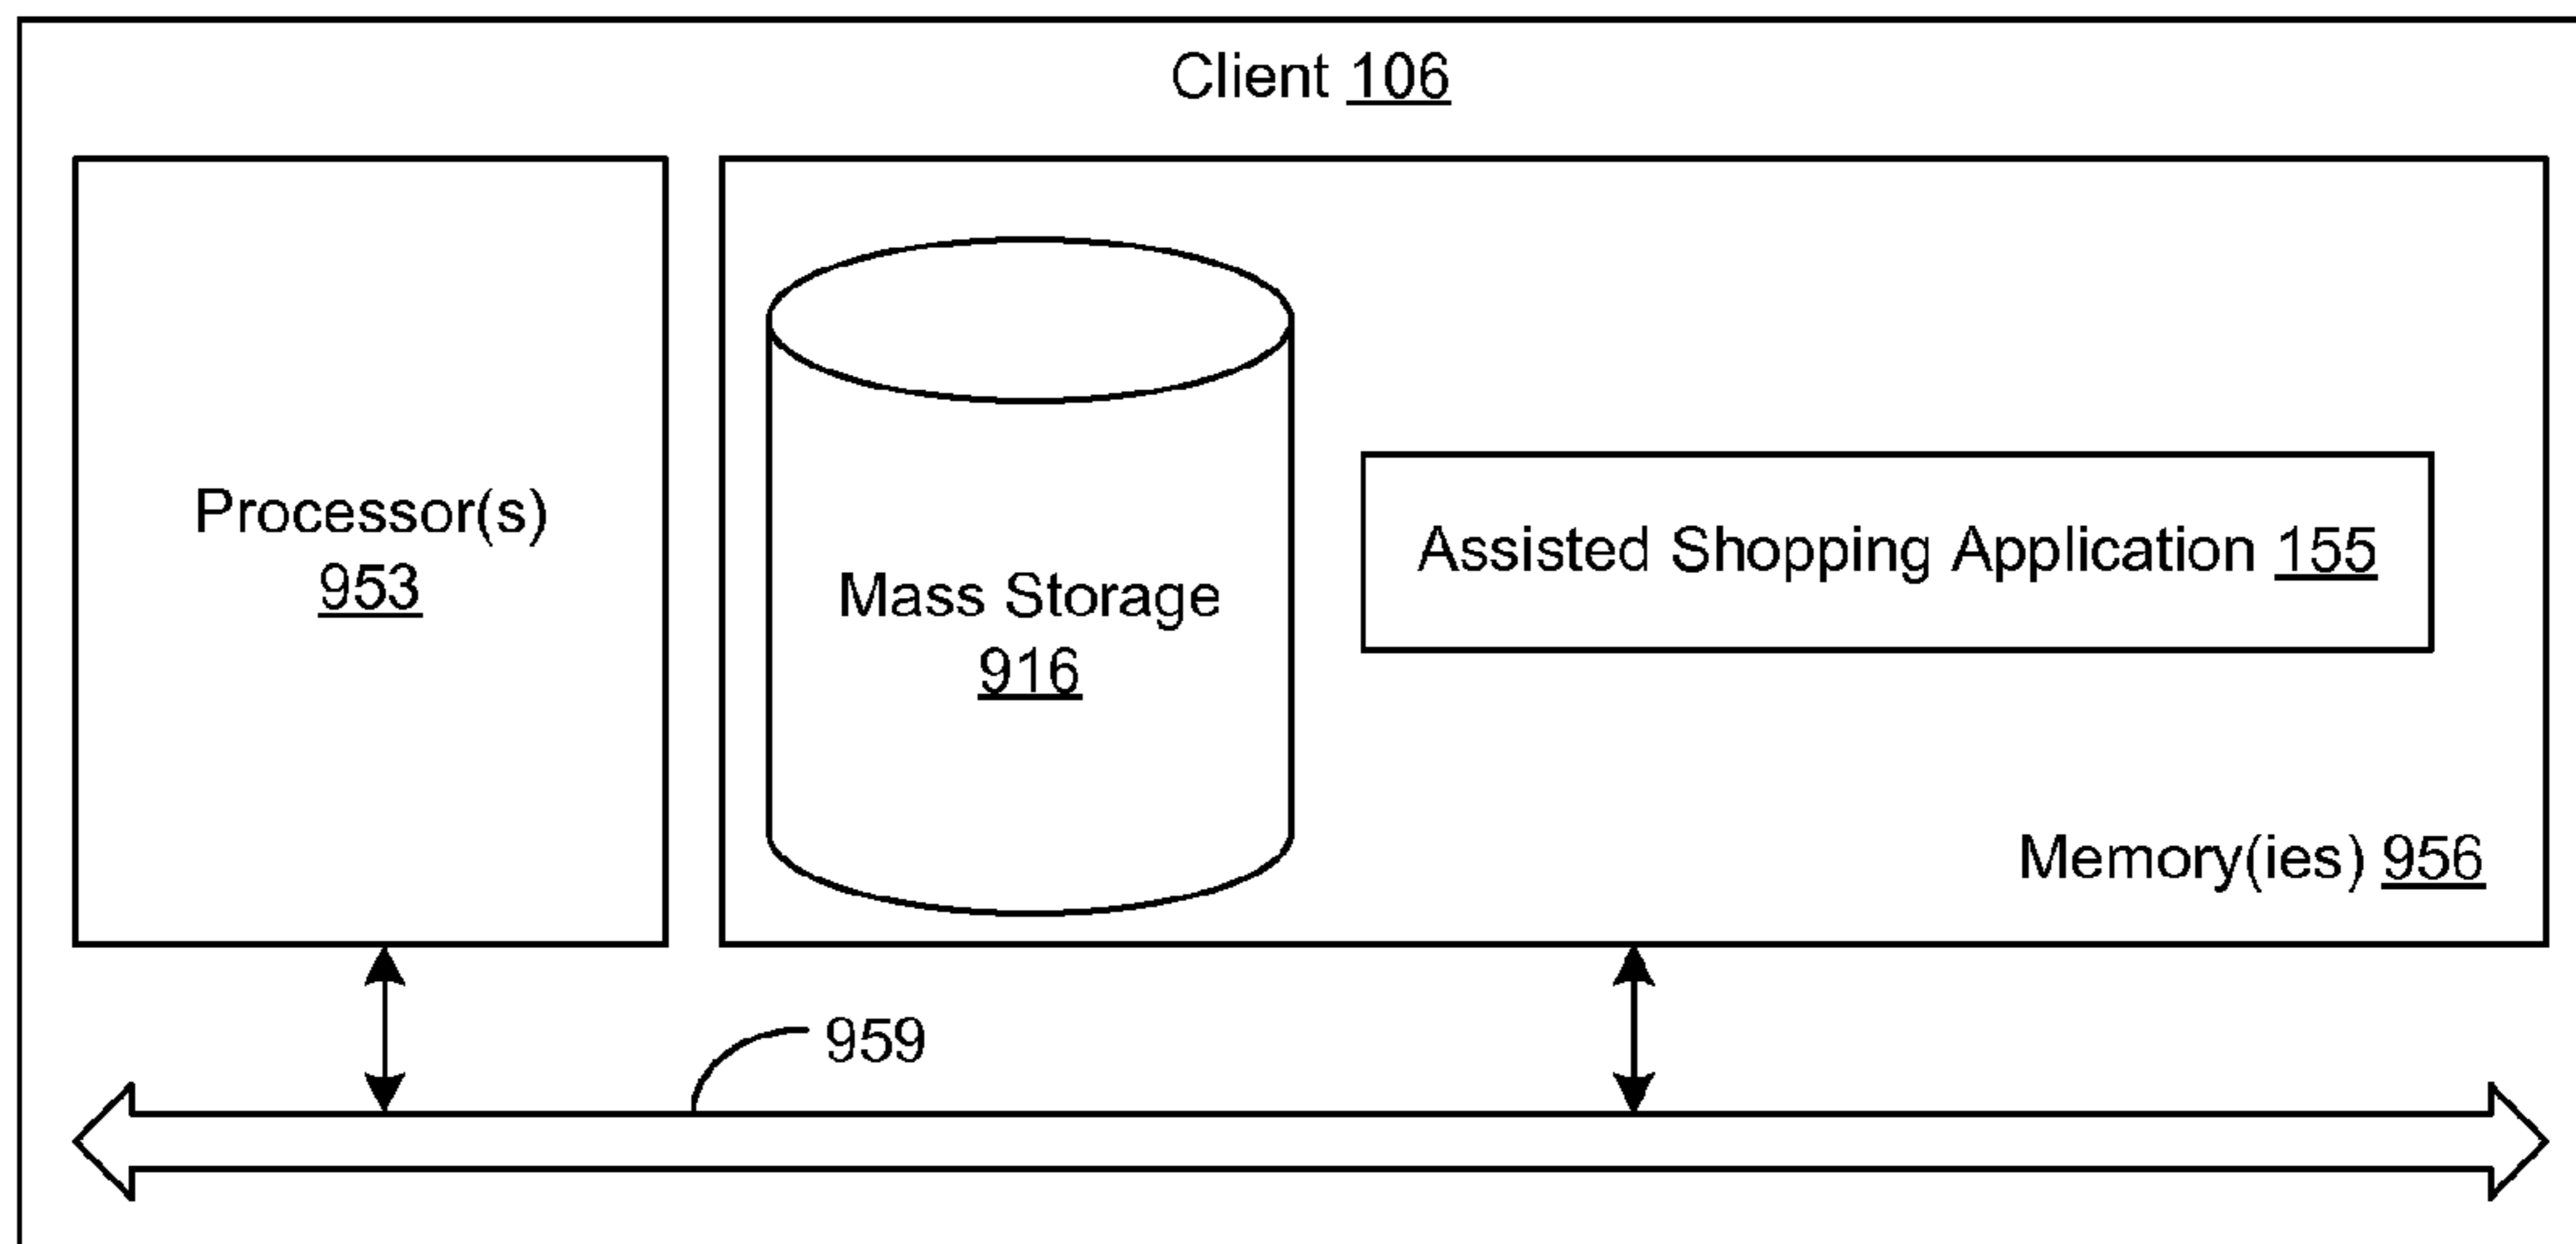 Client 106
Processor(s)
953
Mass Storage
916
Assisted Shopping Application 155
Memory(ies) 956
959